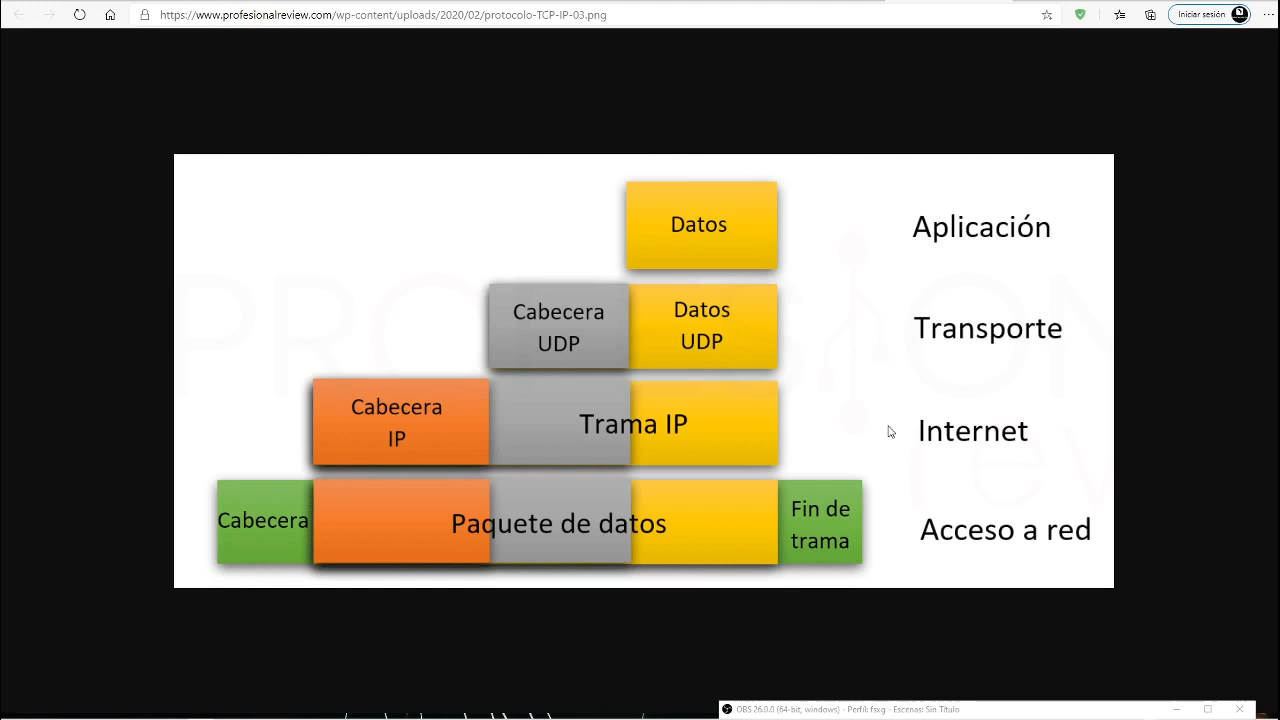 https://www.profesionalreview.com/wp-content/uploads/2020/02/protocolo-TCP-IP-03.png
Iniciar sesión
Datos
Aplicación
Cabecera
UDP
Datos
UDP
Transporte
Cabecera
IP
Trama IP
Internet
Cabecera
Paquete de datos
Fin de
trama
Acceso a red
OBS 26.0.0 (64-bit, windows) - Perfil: fsxg - Escenas: Sin Título